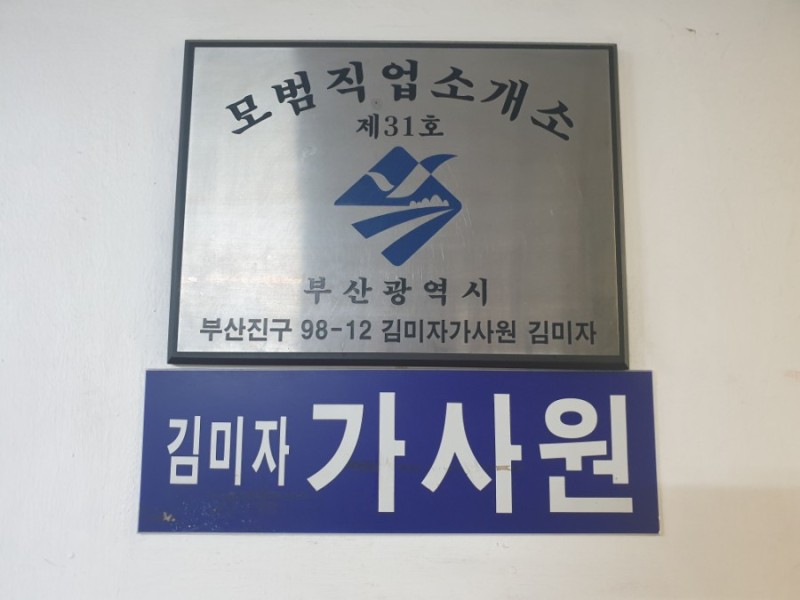 모범직업소개소
제31호
부산광역시
부산진구 98-12 김미자가사원 김미자
김미자 가사원